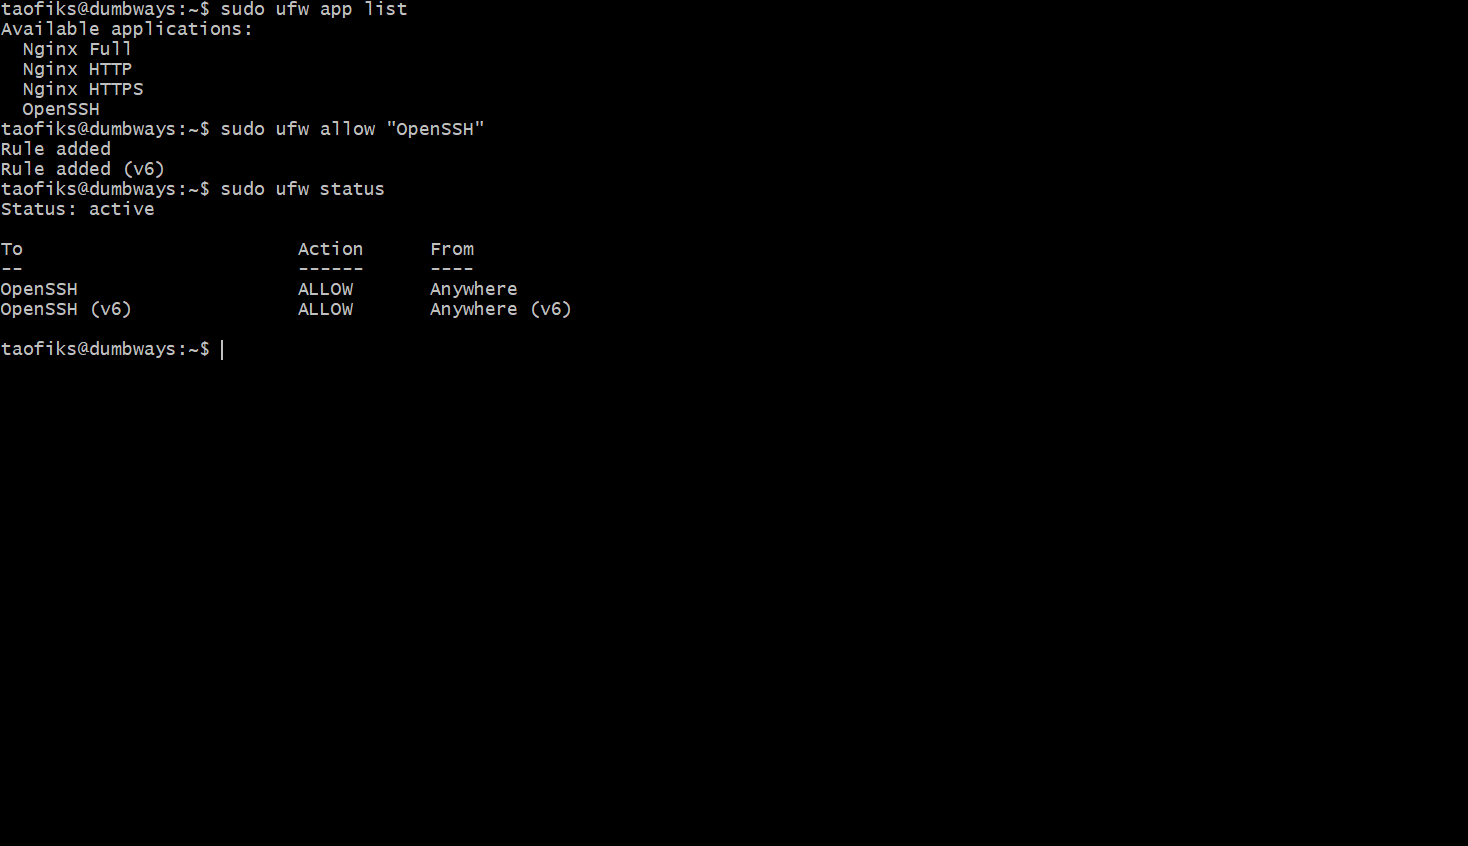 taofiks@dumbways:~$ sudo ufw app list
Available applications:
  Nginx Full
  Nginx HTTP
  Nginx HTTPS
  OpenSSH
taofiks@dumbways:~$ sudo ufw allow "OpenSSH"
Rule added
Rule added (v6)
taofiks@dumbways:~$ sudo ufw status
Status: active

To                         Action      From
--                         ------      ----
OpenSSH                    ALLOW       Anywhere
OpenSSH (v6)               ALLOW       Anywhere (v6)

taofiks@dumbways:~$